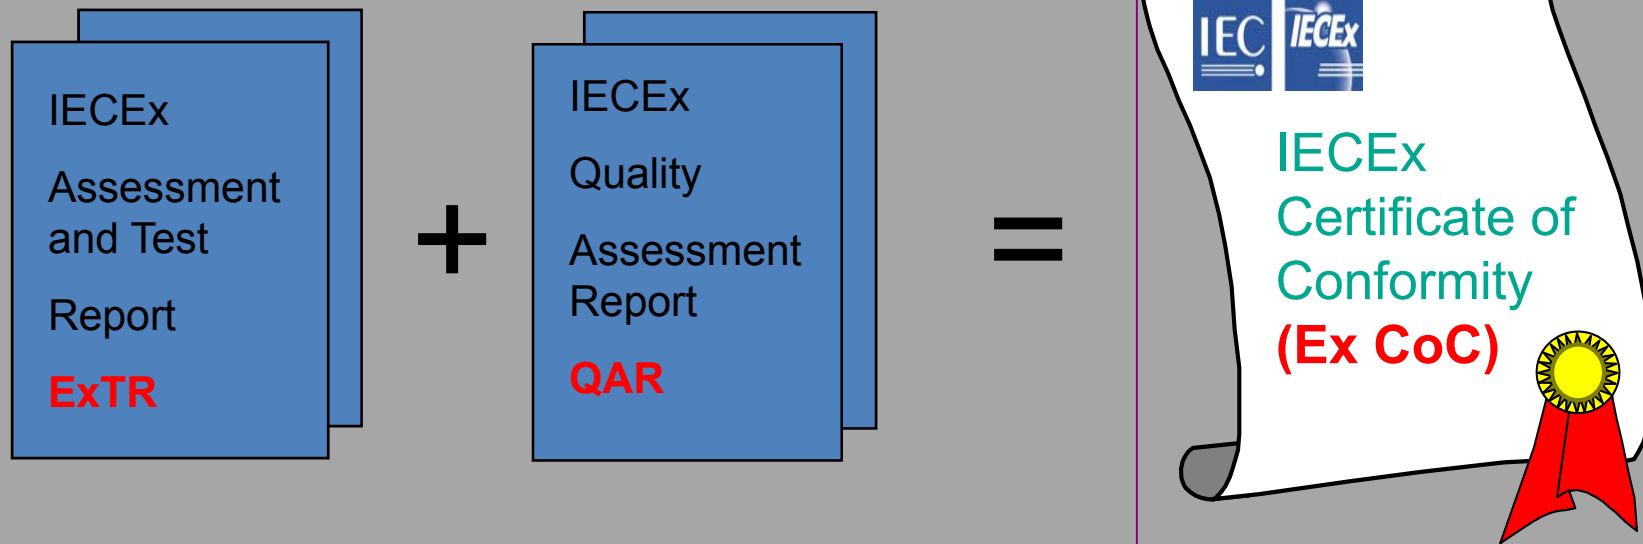 IECEx
Assessment
and Test
Report
ExTR
+
IECEx
Quality
Assessment
Report
QAR
=
IEC IECEx
IECEx
Certificate of
Conformity
(Ex CoC)